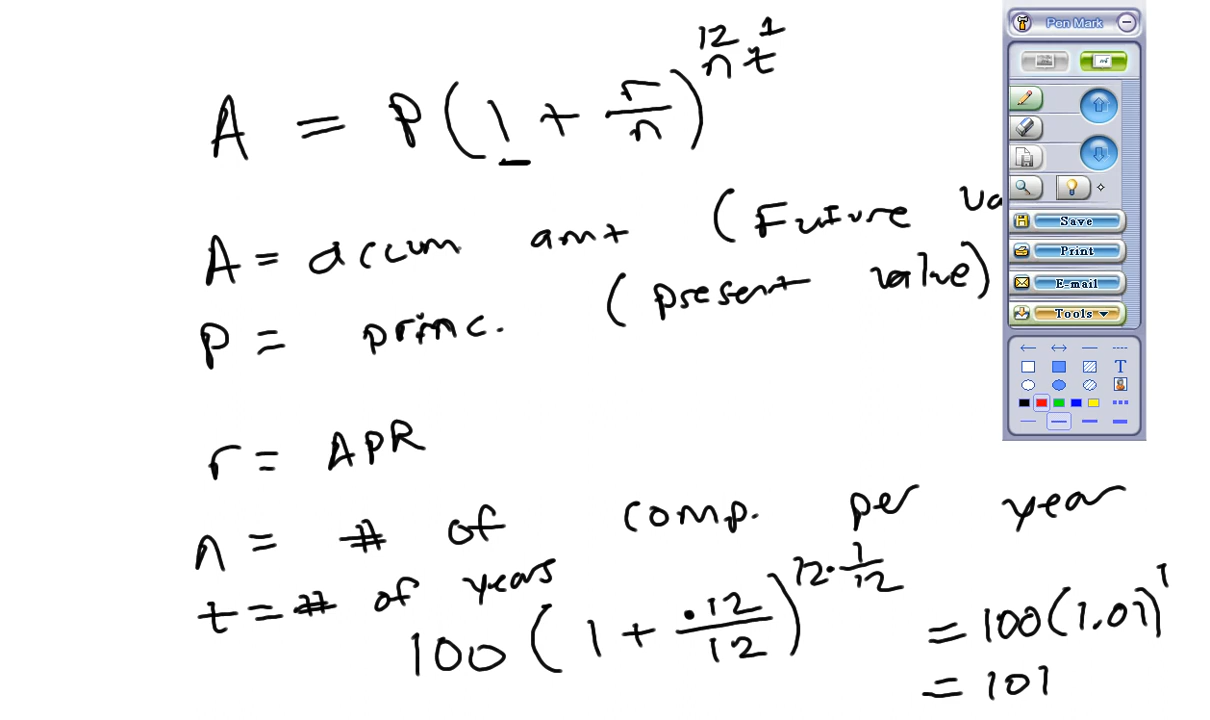 12 1
A = P(1 + r/n)^nt
A = accum amt (Future Va
P = princ. (present value)
r = APR
n = # of comp. per year
t = # of years
100(1 + .12/12)^12·1/12 = 100(1.01)^1
= 101
Pen Mark
Save
Print
E-mail
Tools
T